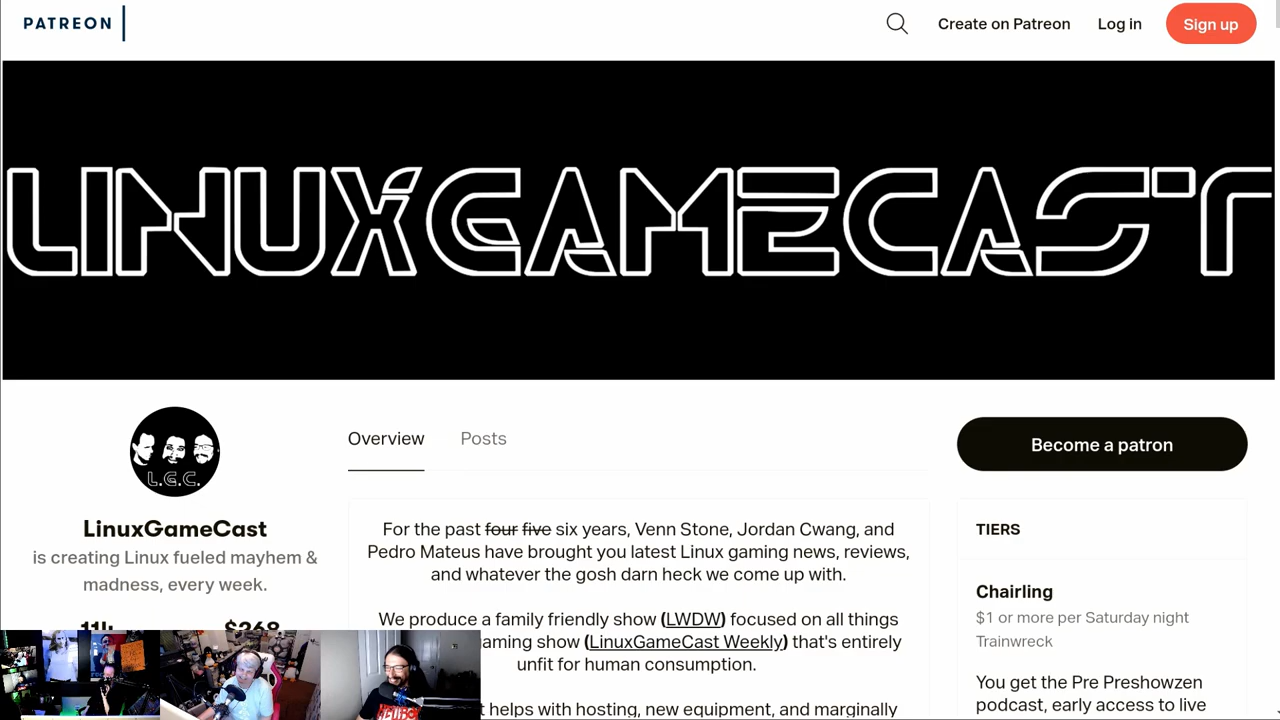 PATREON
Create on Patreon
Log in
Sign up
LINUXGAMECAST
L.G.C.
LinuxGameCast
is creating Linux fueled mayhem &
madness, every week.
$268
Overview
Posts
For the past four five six years, Venn Stone, Jordan Cwang, and
Pedro Mateus have brought you latest Linux gaming news, reviews,
and whatever the gosh darn heck we come up with.
We produce a family friendly show (LWDW) focused on all things
gaming show (LinuxGameCast Weekly) that's entirely
unfit for human consumption.
helps with hosting, new equipment, and marginally
Become a patron
TIERS
Chairling
$1 or more per Saturday night
Trainwreck
You get the Pre Preshowzen
podcast, early access to live